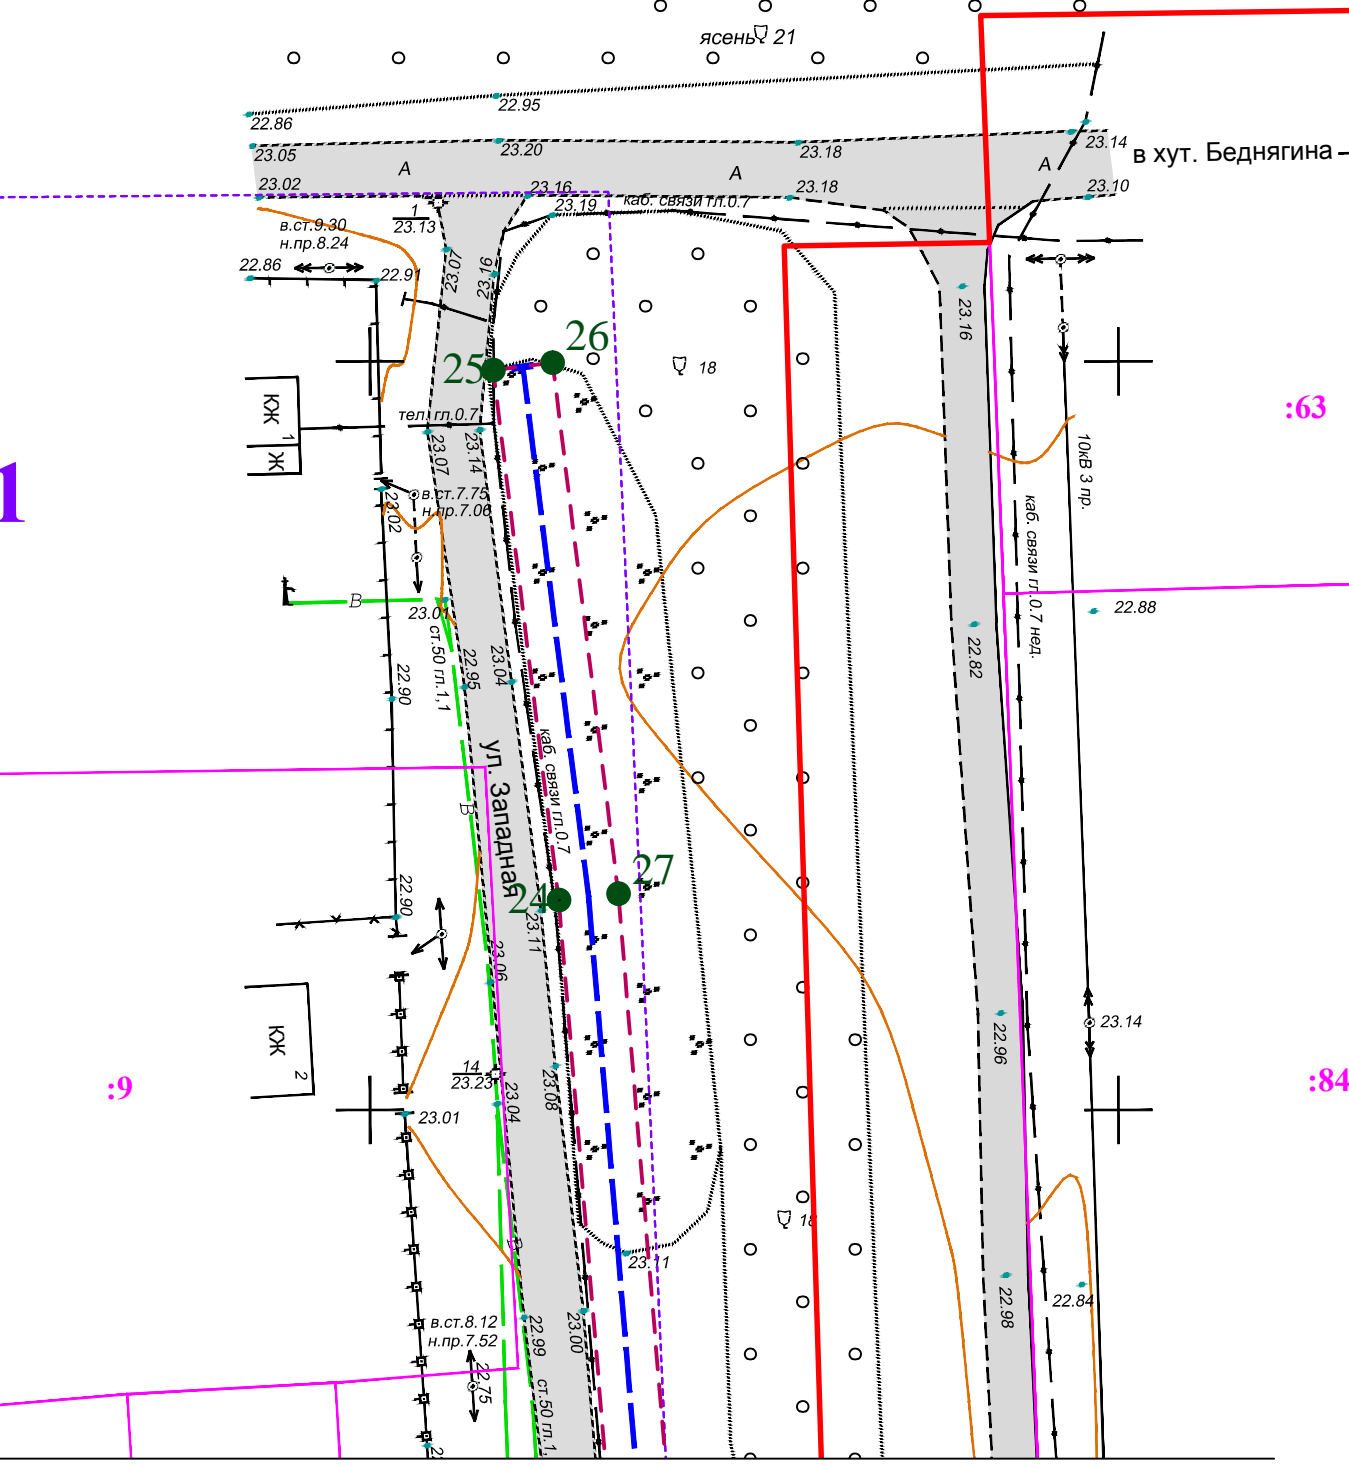 ясень 21
22.95
22.86
23.05
23.20
23.18
23.14
А
А
А
в хут. Беднягина
23.02
23.16
23.18
23.10
23.19
каб. связи гл.0.7
1
23.13
в.ст.9.30
н.пр.8.24
22.86
22.91
23.07
23.16
23.16
26
25
18
КЖ
1
Ж
тел. гл.0.7
23.07
23.14
:63
10кВ 3 пр.
1
23.02
в.ст.7.75
н.пр.7.06
каб. связи гл.0.7 нед.
В
23.01
ст.50 гл.1,1
22.88
22.82
22.90
22.95
23.04
ул. Западная
каб. связи гл.0.7
В
27
24
22.90
23.11
23.06
КЖ
2
23.14
22.96
14
23.23
23.04
23.08
:9
:84
23.01
18
В
23.11
22.98
22.84
в.ст.8.12
н.пр.7.52
22.99
23.00
22.75
ст.50 гл.1,